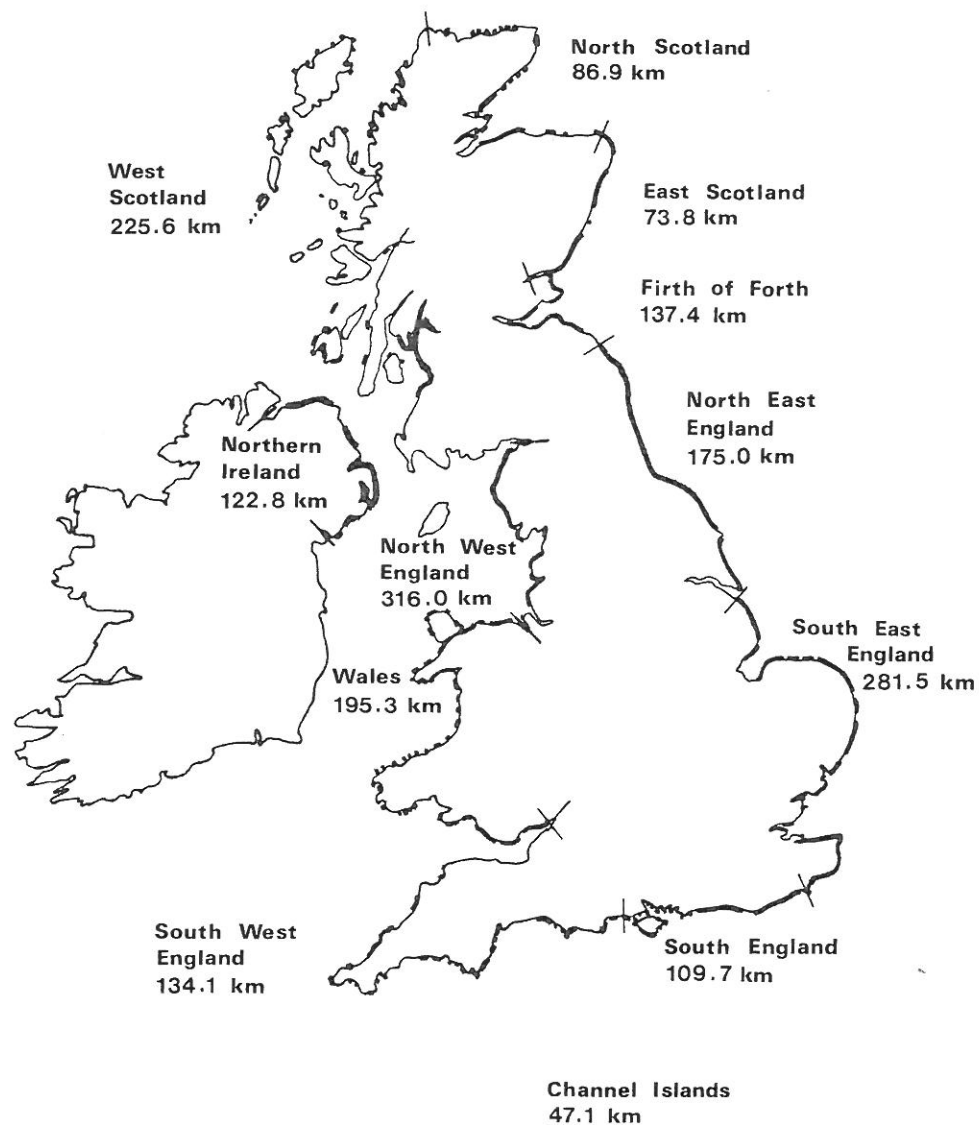 North Scotland
86.9 km
West
Scotland
225.6 km
East Scotland
73.8 km
Firth of Forth
137.4 km
North East
England
175.0 km
Northern
Ireland
122.8 km
North West
England
316.0 km
South East
England
281.5 km
Wales
195.3 km
South West
England
134.1 km
South England
109.7 km
Channel Islands
47.1 km